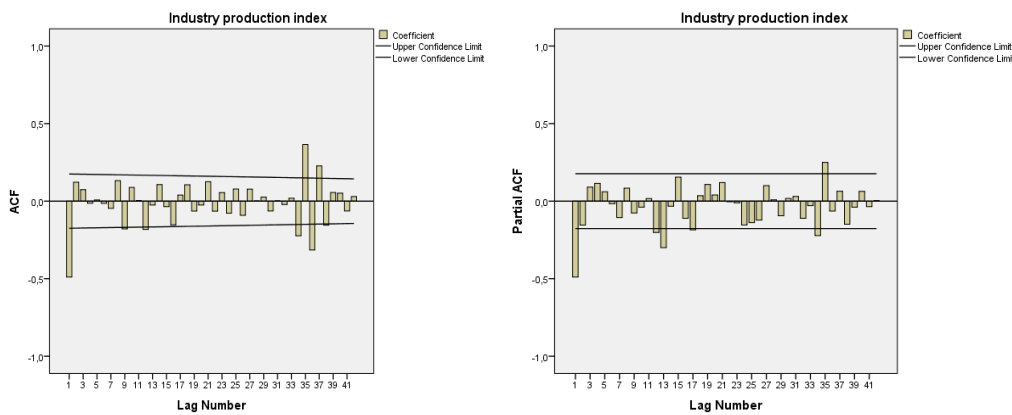 Industry production index
Coefficient
Upper Confidence Limit
Lower Confidence Limit
1,0
0,5
0,0
-0,5
-1,0
ACF
1 3 5 7 9 11 13 15 17 19 21 23 25 27 29 31 33 35 37 39 41
Lag Number
Industry production index
Coefficient
Upper Confidence Limit
Lower Confidence Limit
1,0
0,5
0,0
-0,5
-1,0
Partial ACF
1 3 5 7 9 11 13 15 17 19 21 23 25 27 29 31 33 35 37 39 41
Lag Number